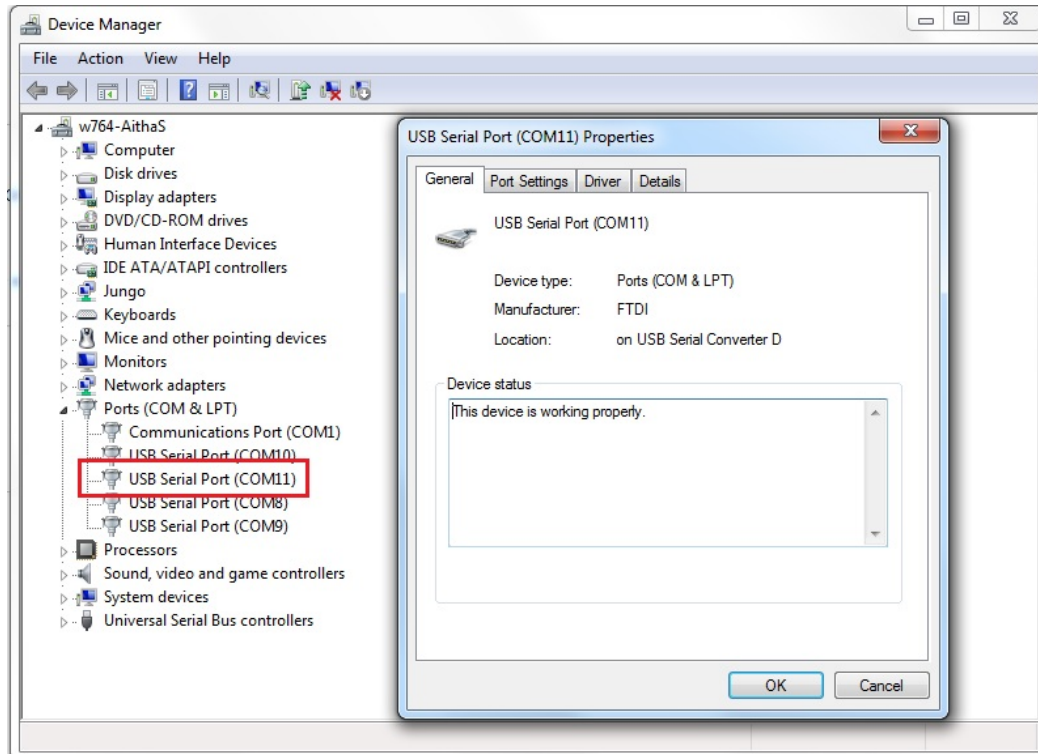 Device Manager
File Action View Help
w764-AithaS
Computer
Disk drives
Display adapters
DVD/CD-ROM drives
Human Interface Devices
IDE ATA/ATAPI controllers
Jungo
Keyboards
Mice and other pointing devices
Monitors
Network adapters
Ports (COM & LPT)
Communications Port (COM1)
USB Serial Port (COM10)
USB Serial Port (COM11)
USB Serial Port (COM8)
USB Serial Port (COM9)
Processors
Sound, video and game controllers
System devices
Universal Serial Bus controllers
USB Serial Port (COM11) Properties
General Port Settings Driver Details
USB Serial Port (COM11)
Device type: Ports (COM & LPT)
Manufacturer: FTDI
Location: on USB Serial Converter D
Device status
This device is working properly.
OK Cancel